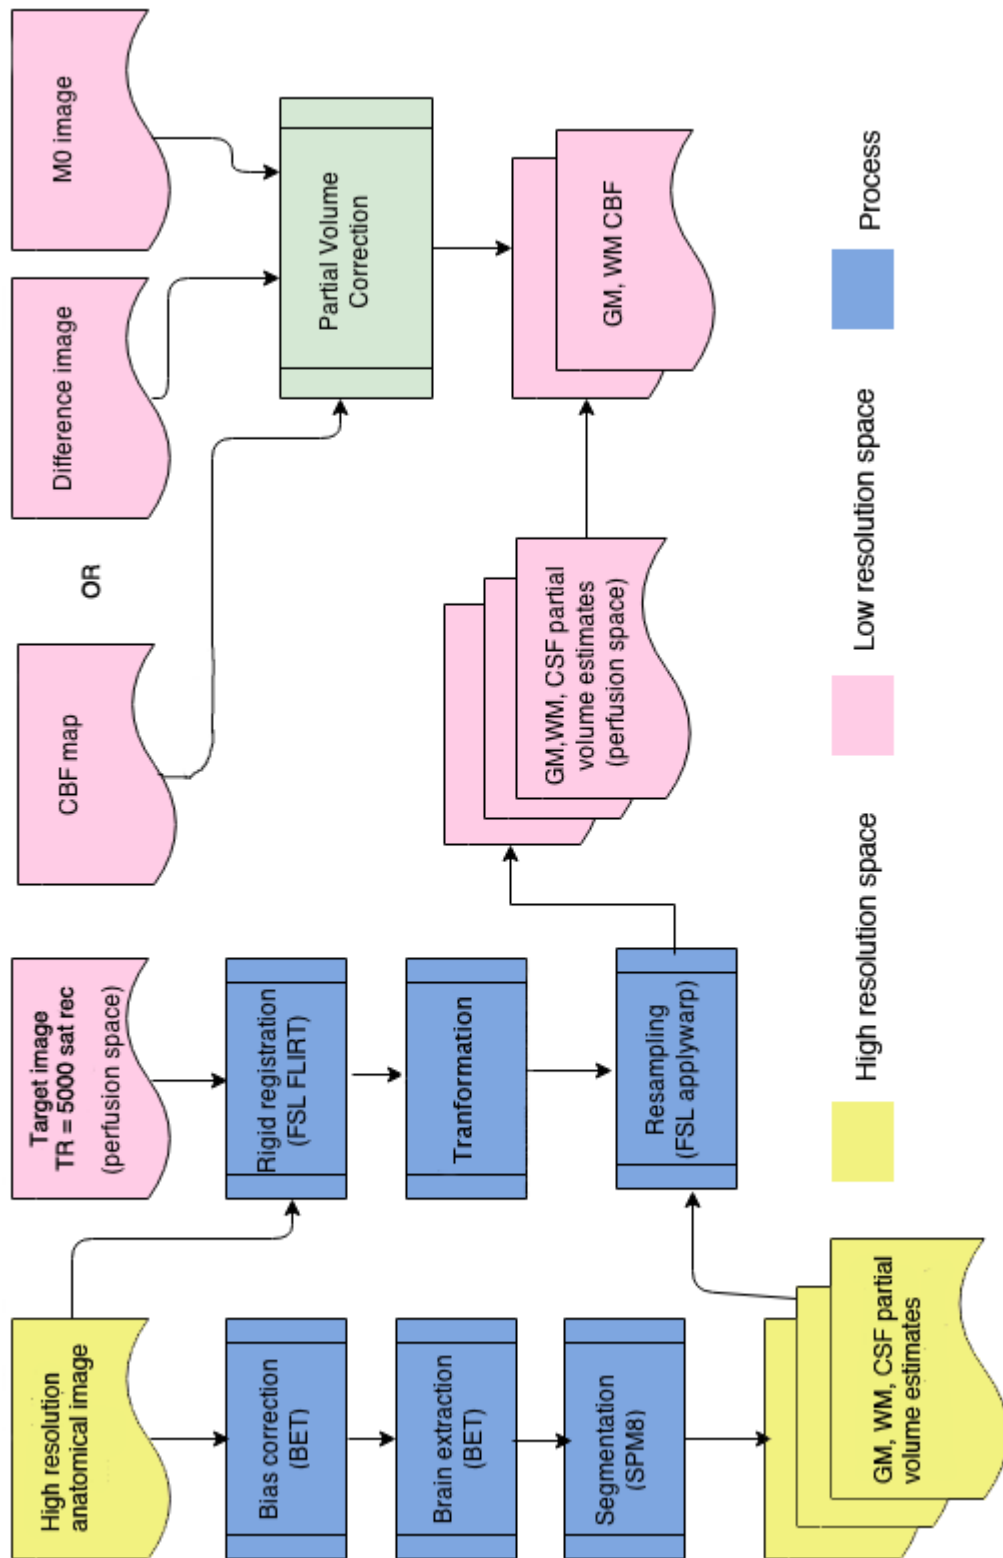 High resolution
anatomical image
Target image
TR = 5000 sat rec
(perfusion space)
CBF map
OR
Difference image
M0 image
Bias correction
(BET)
Rigid registration
(FSL FLIRT)
Partial Volume
Correction
Brain extraction
(BET)
Tranformation
Segmentation
(SPM8)
Resampling
(FSL applywarp)
GM,WM, CSF partial
volume estimates
(perfusion space)
GM, WM CBF
GM, WM, CSF partial
volume estimates
High resolution space
Low resolution space
Process